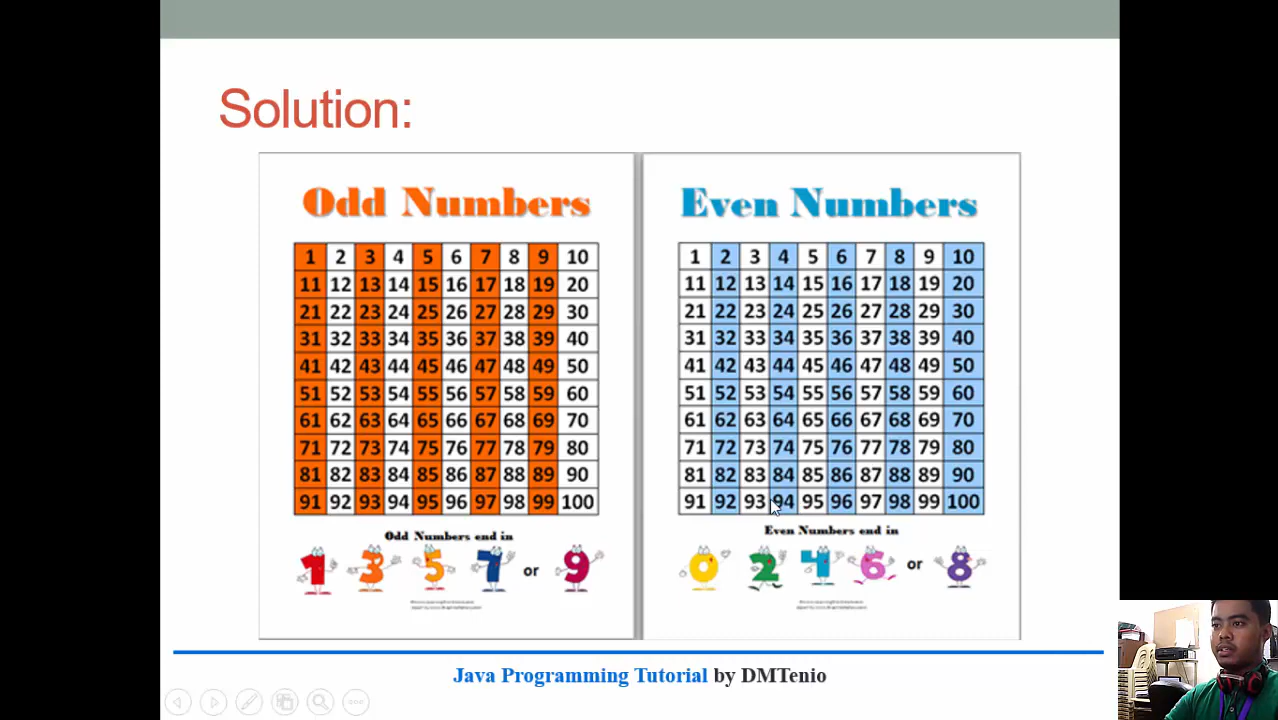 Solution:
Odd Numbers
1 2 3 4 5 6 7 8 9 10
11 12 13 14 15 16 17 18 19 20
21 22 23 24 25 26 27 28 29 30
31 32 33 34 35 36 37 38 39 40
41 42 43 44 45 46 47 48 49 50
51 52 53 54 55 56 57 58 59 60
61 62 63 64 65 66 67 68 69 70
71 72 73 74 75 76 77 78 79 80
81 82 83 84 85 86 87 88 89 90
91 92 93 94 95 96 97 98 99 100
Odd Numbers end in
1 3 5 7 or 9
Even Numbers
1 2 3 4 5 6 7 8 9 10
11 12 13 14 15 16 17 18 19 20
21 22 23 24 25 26 27 28 29 30
31 32 33 34 35 36 37 38 39 40
41 42 43 44 45 46 47 48 49 50
51 52 53 54 55 56 57 58 59 60
61 62 63 64 65 66 67 68 69 70
71 72 73 74 75 76 77 78 79 80
81 82 83 84 85 86 87 88 89 90
91 92 93 94 95 96 97 98 99 100
Even Numbers end in
0 2 4 6 or 8
Java Programming Tutorial by DMTenio